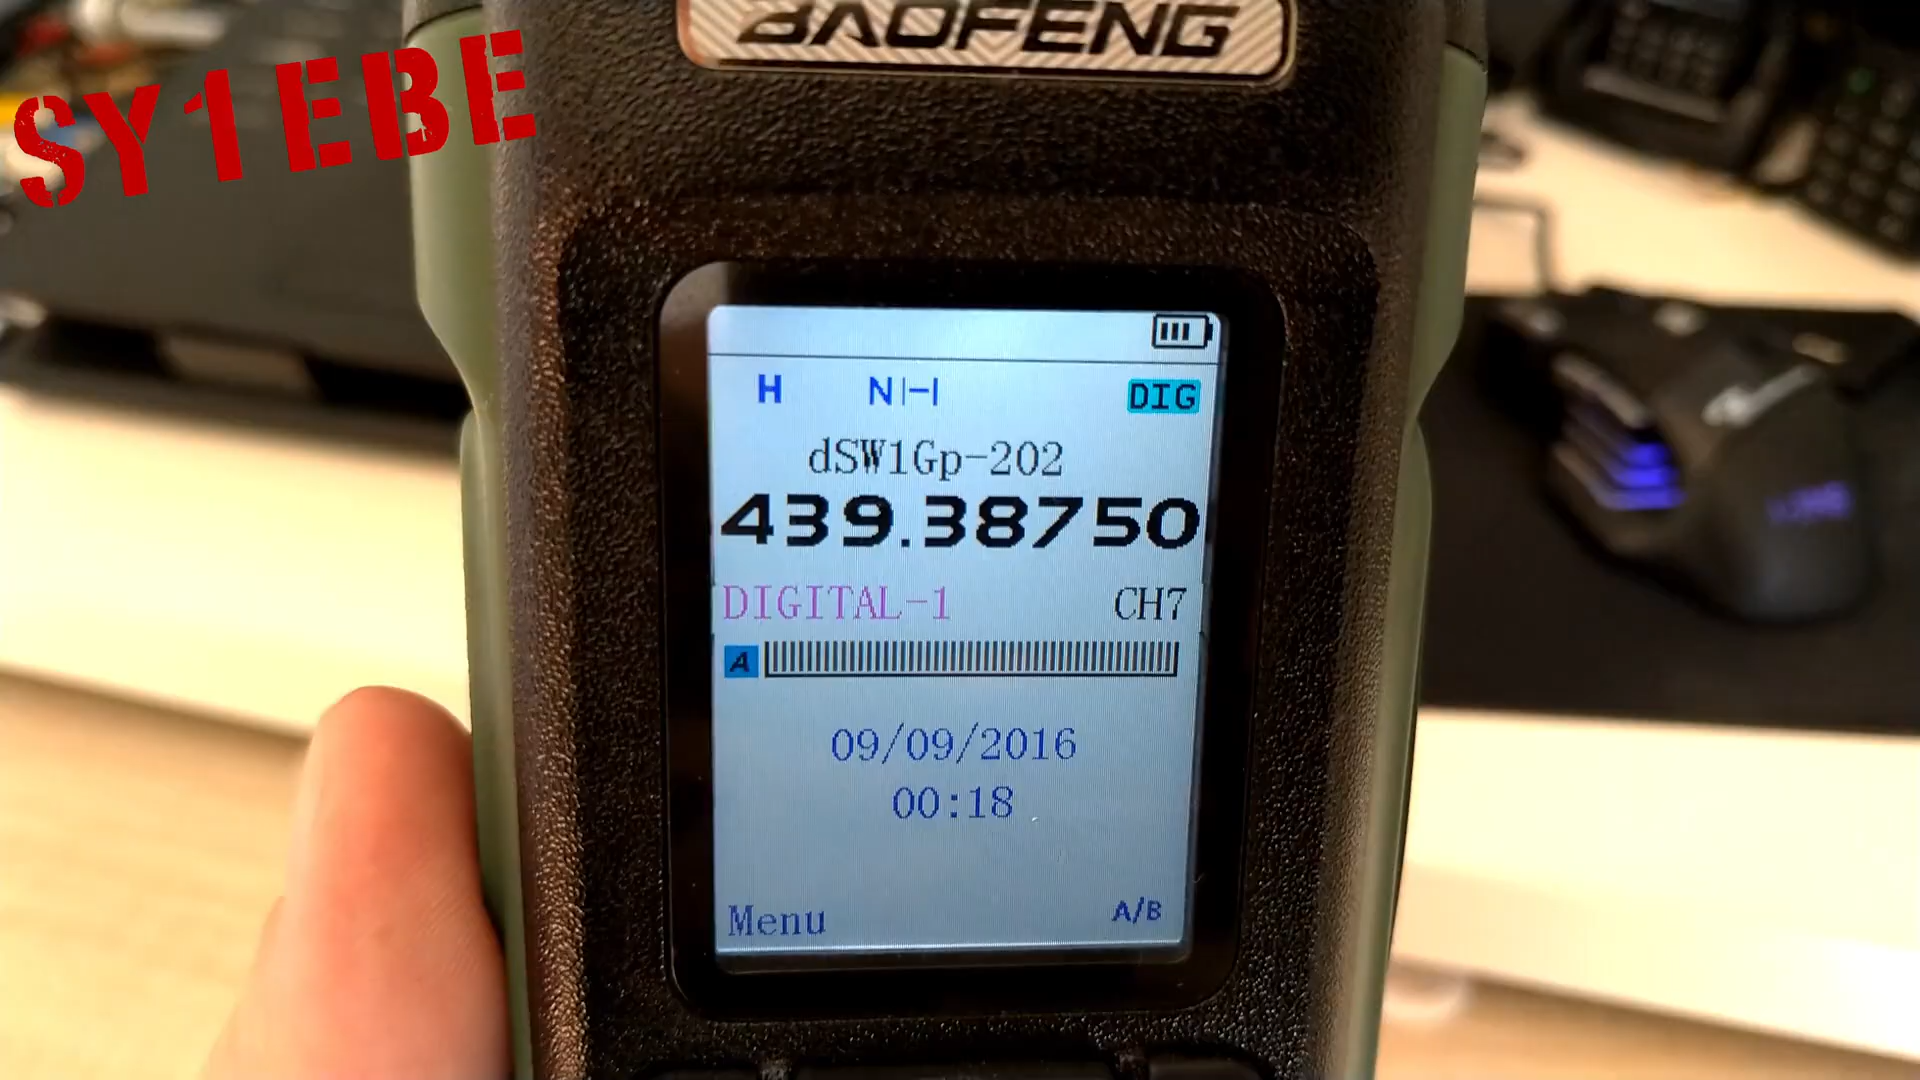 SY1EBE
BAOFENG
H N|-| DIG
dSW1Gp-202
439.38750
DIGITAL-1 CH7
A
09/09/2016
00:18
Menu A/B